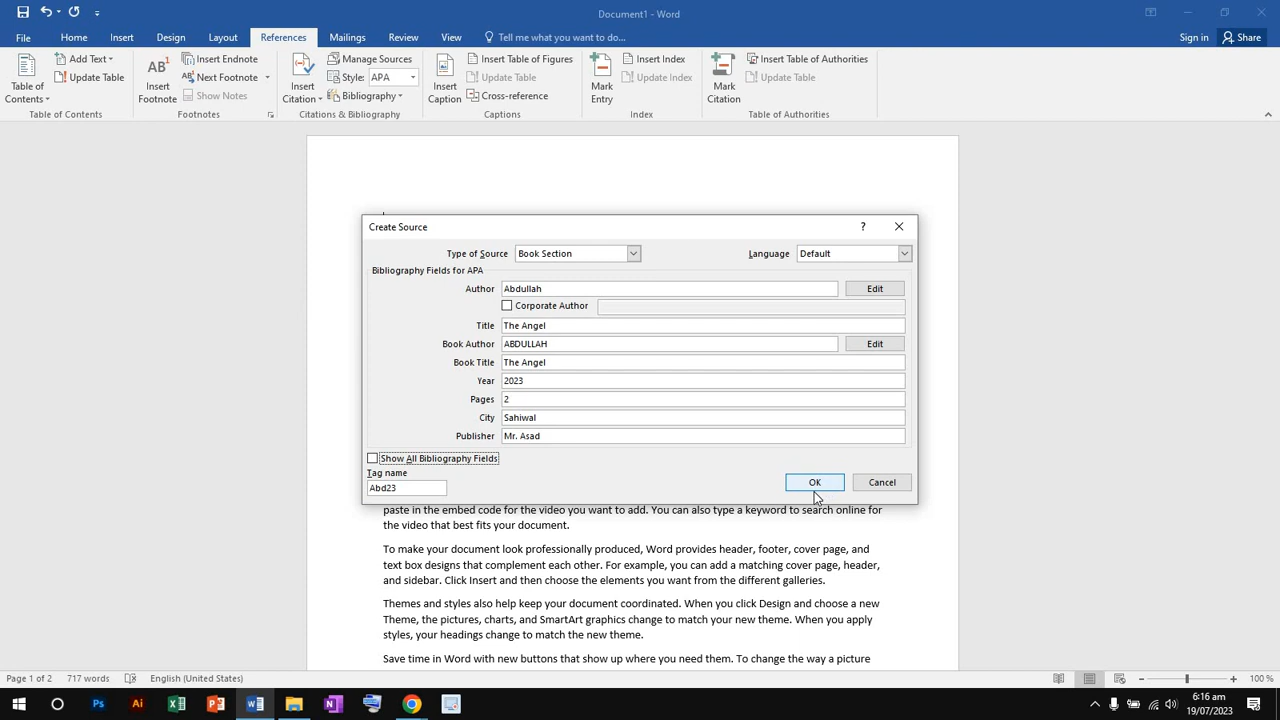 Document1 - Word
File Home Insert Design Layout References Mailings Review View Tell me what you want to do... Sign in Share
Table of Contents
Add Text
Update Table
Table of Contents
AB1
Insert Footnote
Insert Endnote
Next Footnote
Show Notes
Footnotes
Insert Citation
Manage Sources
Style: APA
Bibliography
Citations & Bibliography
Insert Caption
Insert Table of Figures
Update Table
Cross-reference
Captions
Mark Entry
Insert Index
Update Index
Index
Mark Citation
Insert Table of Authorities
Update Table
Table of Authorities
Create Source ?
Type of Source Book Section Language Default
Bibliography Fields for APA
Author Abdullah Edit
Corporate Author
Title The Angel
Book Author ABDULLAH Edit
Book Title The Angel
Year 2023
Pages 2
City Sahiwal
Publisher Mr. Asad
Show All Bibliography Fields
Tag name
Abd23
OK Cancel
paste in the embed code for the video you want to add. You can also type a keyword to search online for
the video that best fits your document.
To make your document look professionally produced, Word provides header, footer, cover page, and
text box designs that complement each other. For example, you can add a matching cover page, header,
and sidebar. Click Insert and then choose the elements you want from the different galleries.
Themes and styles also help keep your document coordinated. When you click Design and choose a new
Theme, the pictures, charts, and SmartArt graphics change to match your new theme. When you apply
styles, your headings change to match the new theme.
Save time in Word with new buttons that show up where you need them. To change the way a picture
Page 1 of 2 717 words English (United States) 100 %
6:16 am
19/07/2023